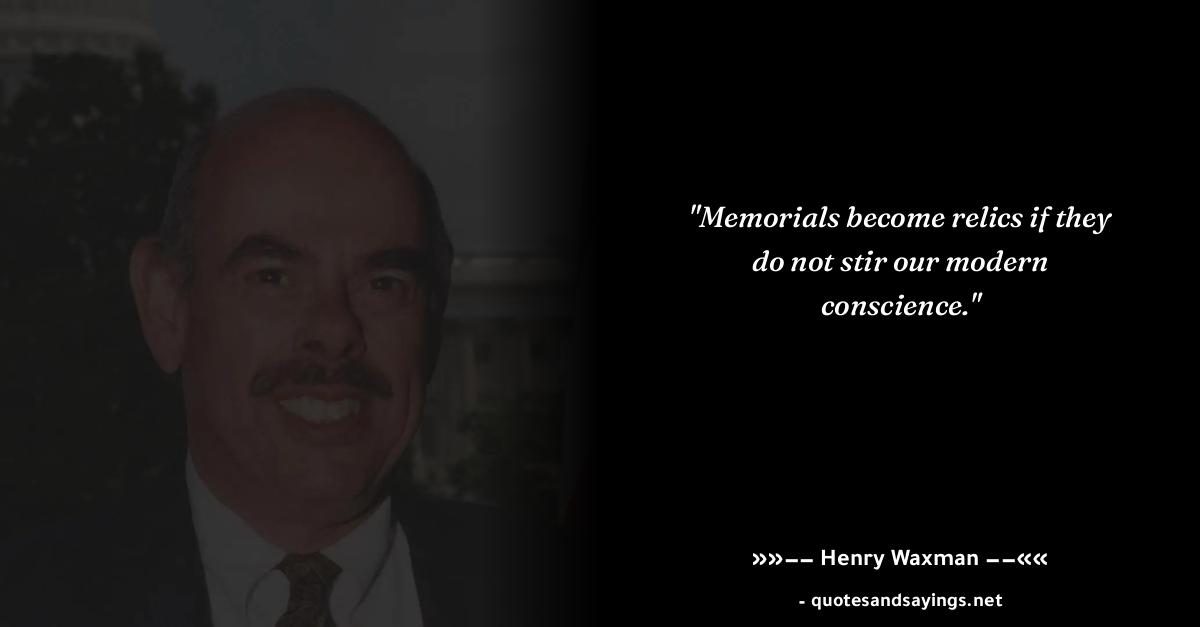 "Memorials become relics if they
do not stir our modern
conscience."
»»–– Henry Waxman ––««
- quotesandsayings.net